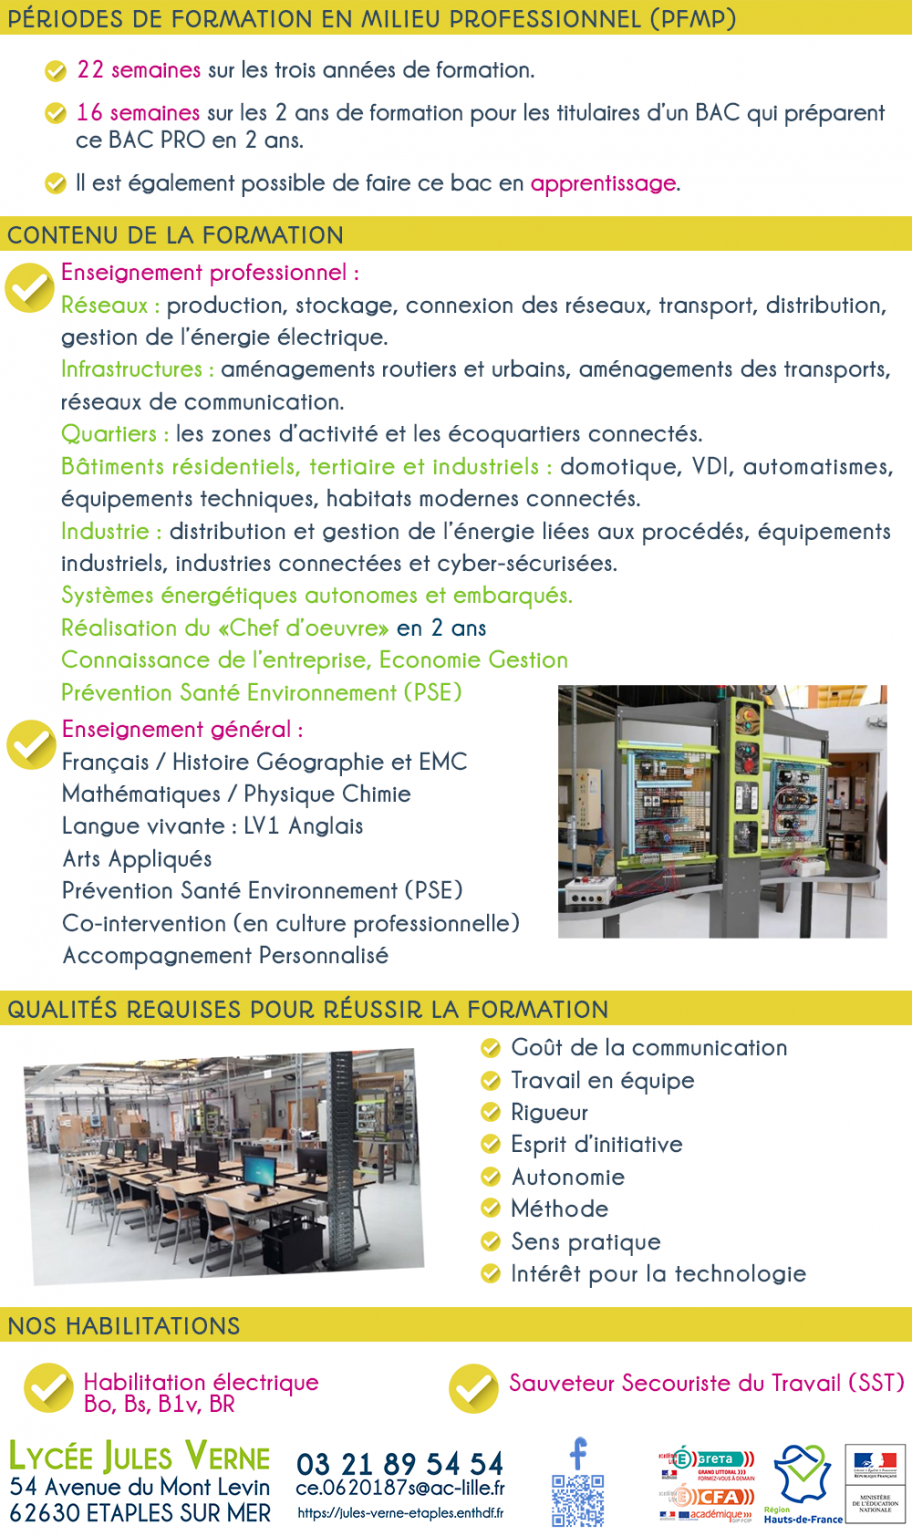 PÉRIODES DE FORMATION EN MILIEU PROFESSIONNEL (PFMP)
22 semaines sur les trois années de formation.
16 semaines sur les 2 ans de formation pour les titulaires d'un BAC qui préparent
ce BAC PRO en 2 ans.
Il est également possible de faire ce bac en apprentissage.
CONTENU DE LA FORMATION
Enseignement professionnel :
Réseaux : production, stockage, connexion des réseaux, transport, distribution,
gestion de l'énergie électrique.
Infrastructures : aménagements routiers et urbains, aménagements des transports,
réseaux de communication.
Quartiers : les zones d'activité et les écoquartiers connectés.
Bâtiments résidentiels, tertiaire et industriels : domotique, VDI, automatismes,
équipements techniques, habitats modernes connectés.
Industrie : distribution et gestion de l'énergie liées aux procédés, équipements
industriels, industries connectées et cyber-sécurisées.
Systèmes énergétiques autonomes et embarqués.
Réalisation du «Chef d'oeuvre» en 2 ans
Connaissance de l'entreprise, Economie Gestion
Prévention Santé Environnement (PSE)
Enseignement général :
Français / Histoire Géographie et EMC
Mathématiques / Physique Chimie
Langue vivante : LV1 Anglais
Arts Appliqués
Prévention Santé Environnement (PSE)
Co-intervention (en culture professionnelle)
Accompagnement Personnalisé
QUALITÉS REQUISES POUR RÉUSSIR LA FORMATION
Goût de la communication
Travail en équipe
Rigueur
Esprit d'initiative
Autonomie
Méthode
Sens pratique
Intérêt pour la technologie
NOS HABILITATIONS
Habilitation électrique
Bo, Bs, B1v, BR
Sauveteur Secouriste du Travail (SST)
LYCÉE JULES VERNE
54 Avenue du Mont Levin
62630 ETAPLES SUR MER
03 21 89 54 54
ce.0620187s@ac-lille.fr
https://jules-verne-etaples.enthdf.fr
greta
GRAND LITTORAL
FORMEZ-VOUS À DEMAIN
CFA
académique
Région
Hauts-de-France
MINISTÈRE
DE L'ÉDUCATION
NATIONALE